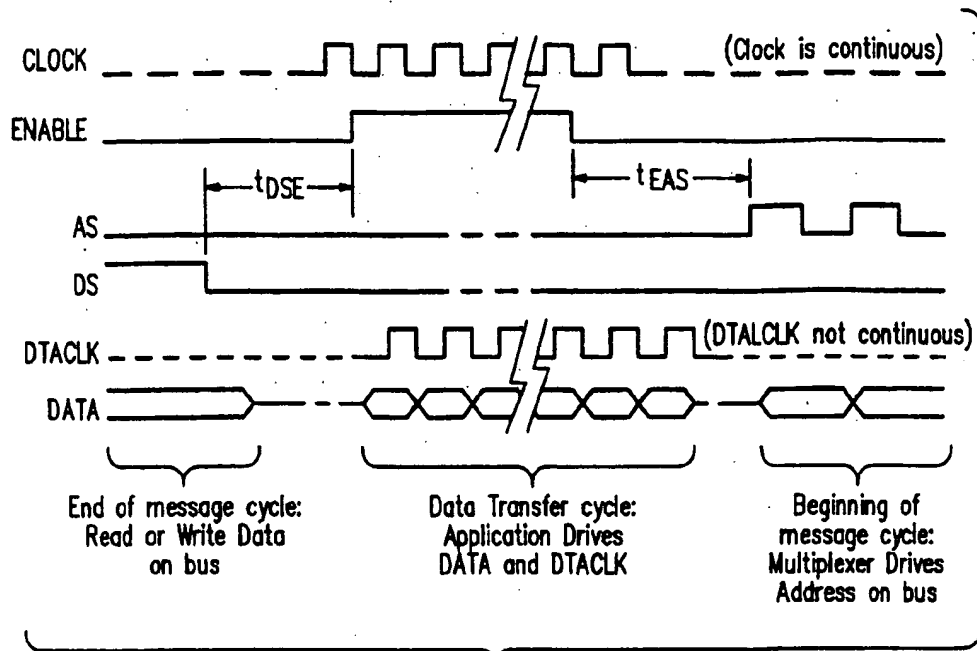 CLOCK
(Clock is continuous)
ENABLE
tDSE
tEAS
AS
DS
DTACLK
(DTALCLK not continuous)
DATA
End of message cycle:
Read or Write Data
on bus
Data Transfer cycle:
Application Drives
DATA and DTACLK
Beginning of
message cycle:
Multiplexer Drives
Address on bus